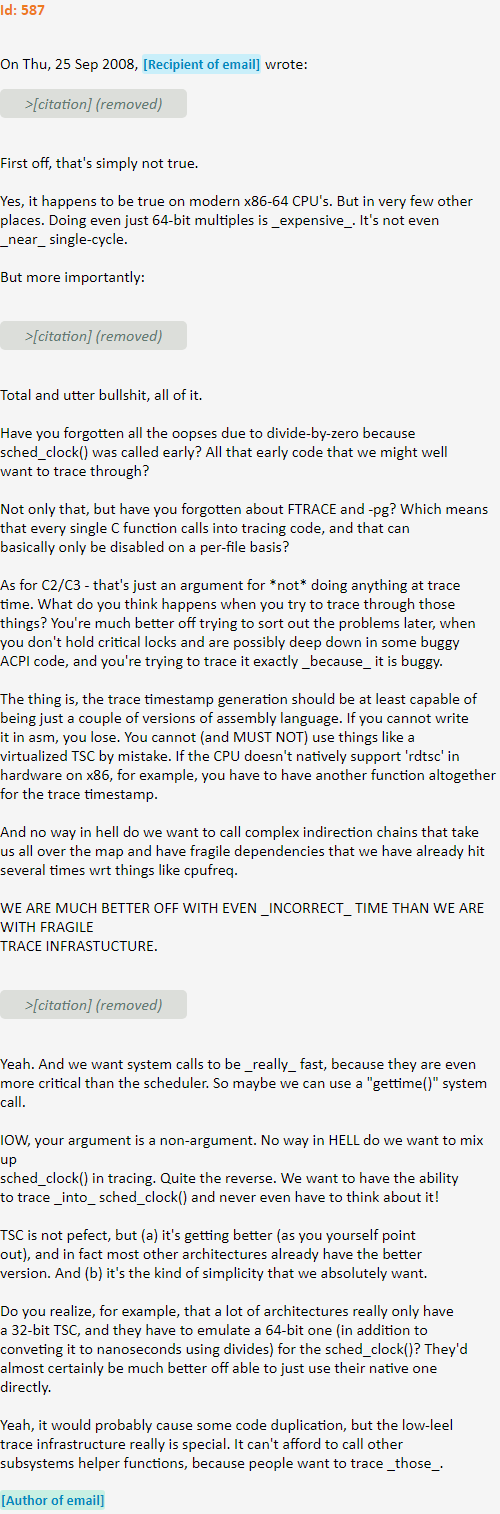 Id: 587
On Thu, 25 Sep 2008, [Recipient of email] wrote:
>[citation] (removed)
First off, that's simply not true.
Yes, it happens to be true on modern x86-64 CPU's. But in very few other
places. Doing even just 64-bit multiples is _expensive_. It's not even
_near_ single-cycle.
But more importantly:
>[citation] (removed)
Total and utter bullshit, all of it.
Have you forgotten all the oopses due to divide-by-zero because
sched_clock() was called early? All that early code that we might well
want to trace through?
Not only that, but have you forgotten about FTRACE and -pg? Which means
that every single C function calls into tracing code, and that can
basically only be disabled on a per-file basis?
As for C2/C3 - that's just an argument for *not* doing anything at trace
time. What do you think happens when you try to trace through those
things? You're much better off trying to sort out the problems later, when
you don't hold critical locks and are possibly deep down in some buggy
ACPI code, and you're trying to trace it exactly _because_ it is buggy.
The thing is, the trace timestamp generation should be at least capable of
being just a couple of versions of assembly language. If you cannot write
it in asm, you lose. You cannot (and MUST NOT) use things like a
virtualized TSC by mistake. If the CPU doesn't natively support 'rdtsc' in
hardware on x86, for example, you have to have another function altogether
for the trace timestamp.
And no way in hell do we want to call complex indirection chains that take
us all over the map and have fragile dependencies that we have already hit
several times wrt things like cpufreq.
WE ARE MUCH BETTER OFF WITH EVEN _INCORRECT_ TIME THAN WE ARE
WITH FRAGILE
TRACE INFRASTUCTURE.
>[citation] (removed)
Yeah. And we want system calls to be _really_ fast, because they are even
more critical than the scheduler. So maybe we can use a "gettime()" system
call.
IOW, your argument is a non-argument. No way in HELL do we want to mix
up
sched_clock() in tracing. Quite the reverse. We want to have the ability
to trace _into_ sched_clock() and never even have to think about it!
TSC is not pefect, but (a) it's getting better (as you yourself point
out), and in fact most other architectures already have the better
version. And (b) it's the kind of simplicity that we absolutely want.
Do you realize, for example, that a lot of architectures really only have
a 32-bit TSC, and they have to emulate a 64-bit one (in addition to
conveting it to nanoseconds using divides) for the sched_clock()? They'd
almost certainly be much better off able to just use their native one
directly.
Yeah, it would probably cause some code duplication, but the low-leel
trace infrastructure really is special. It can't afford to call other
subsystems helper functions, because people want to trace _those_.
[Author of email]